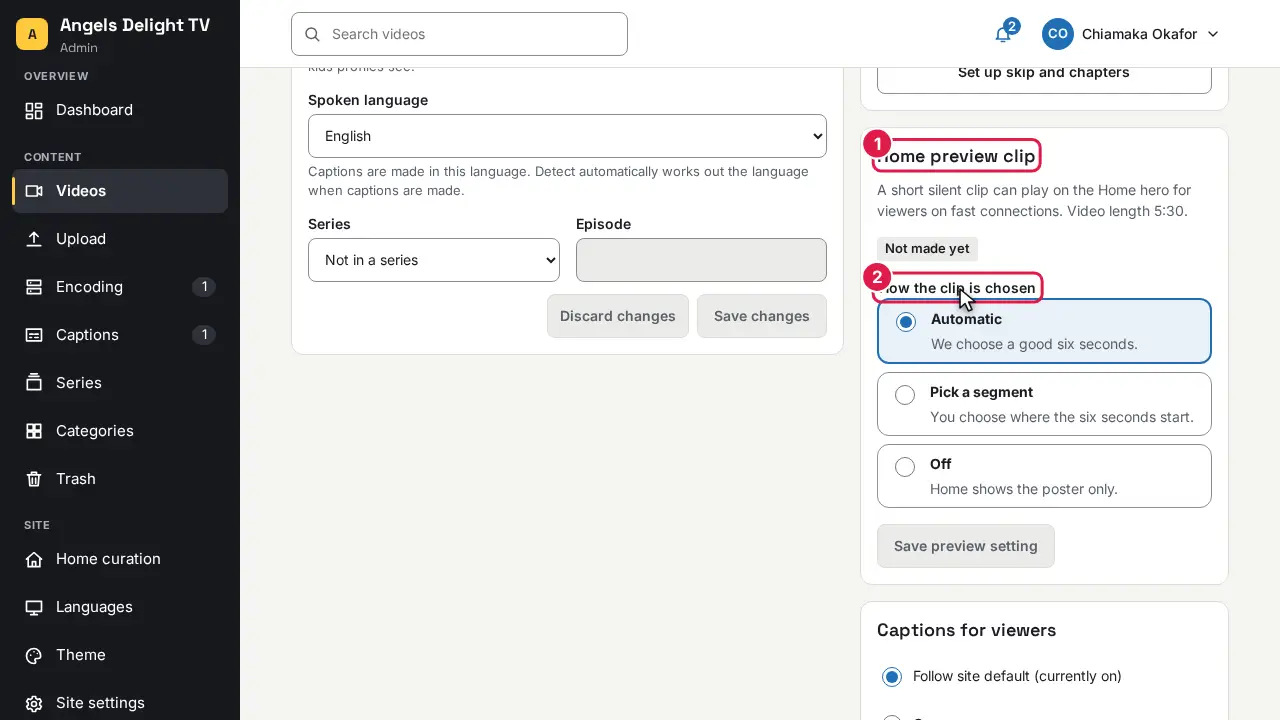 A
Angels Delight TV
Admin
OVERVIEW
Dashboard
CONTENT
Videos
Upload
Encoding 1
Captions 1
Series
Categories
Trash
SITE
Home curation
Languages
Theme
Site settings
Search videos
2
CO
Chiamaka Okafor
Spoken language
English
Captions are made in this language. Detect automatically works out the language
when captions are made.
Series
Episode
Not in a series
Discard changes
Save changes
Set up skip and chapters
1
Home preview clip
A short silent clip can play on the Home hero for
viewers on fast connections. Video length 5:30.
Not made yet
2
How the clip is chosen
Automatic
We choose a good six seconds.
Pick a segment
You choose where the six seconds start.
Off
Home shows the poster only.
Save preview setting
Captions for viewers
Follow site default (currently on)